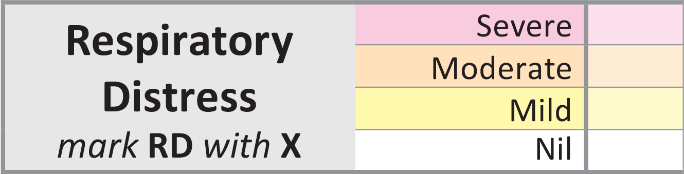 Respiratory
Distress
mark RD with X
Severe
Moderate
Mild
Nil